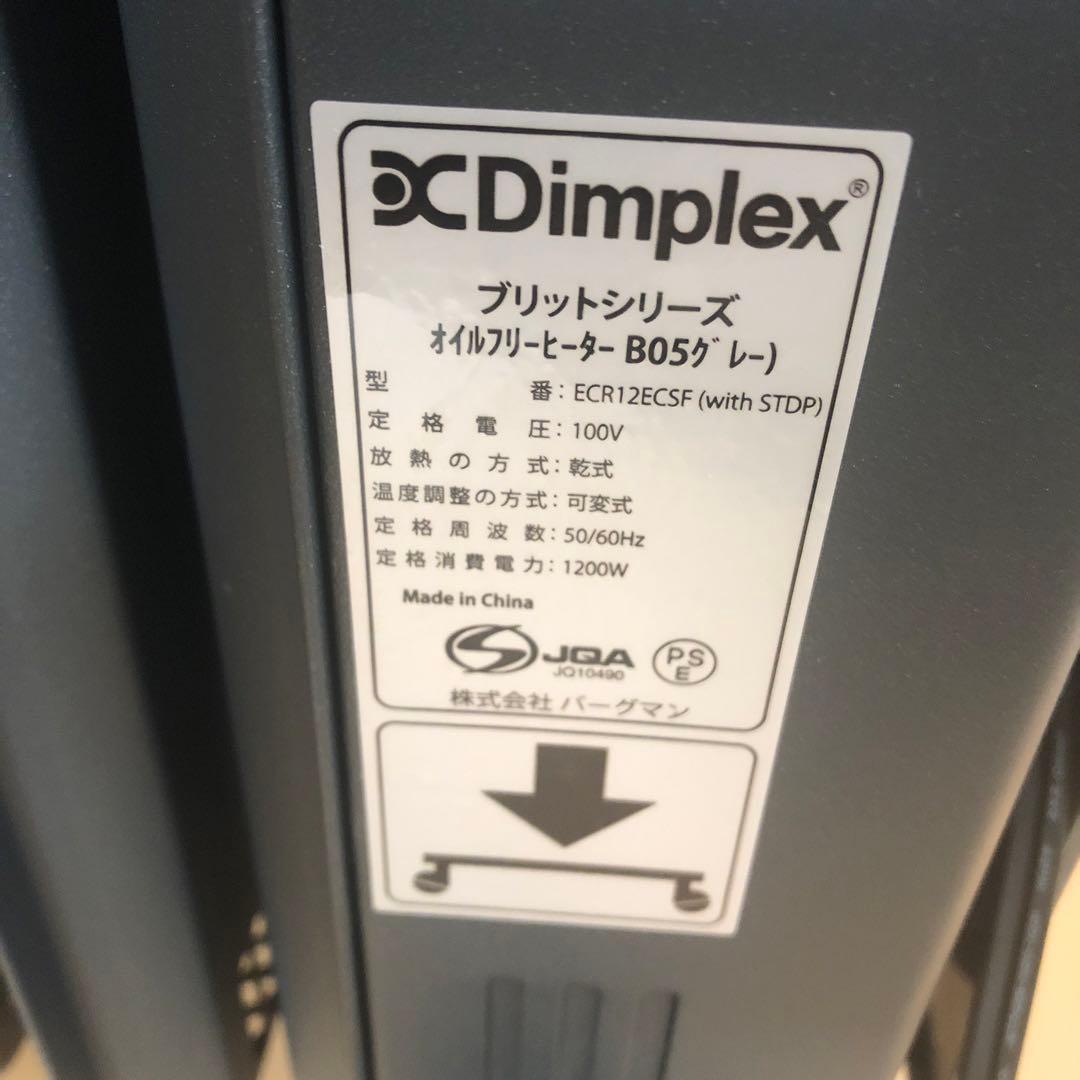 Dimplex®
ブリットシリーズ
オイルフリーヒーター B05グレー)
型番：ECR12ECSF (with STDP)
定格電圧：100V
放熱の方式：乾式
温度調整の方式：可変式
定格周波数：50/60Hz
定格消費電力：1200W
Made in China
JQA
JQ10490
PS
E
株式会社 バーグマン